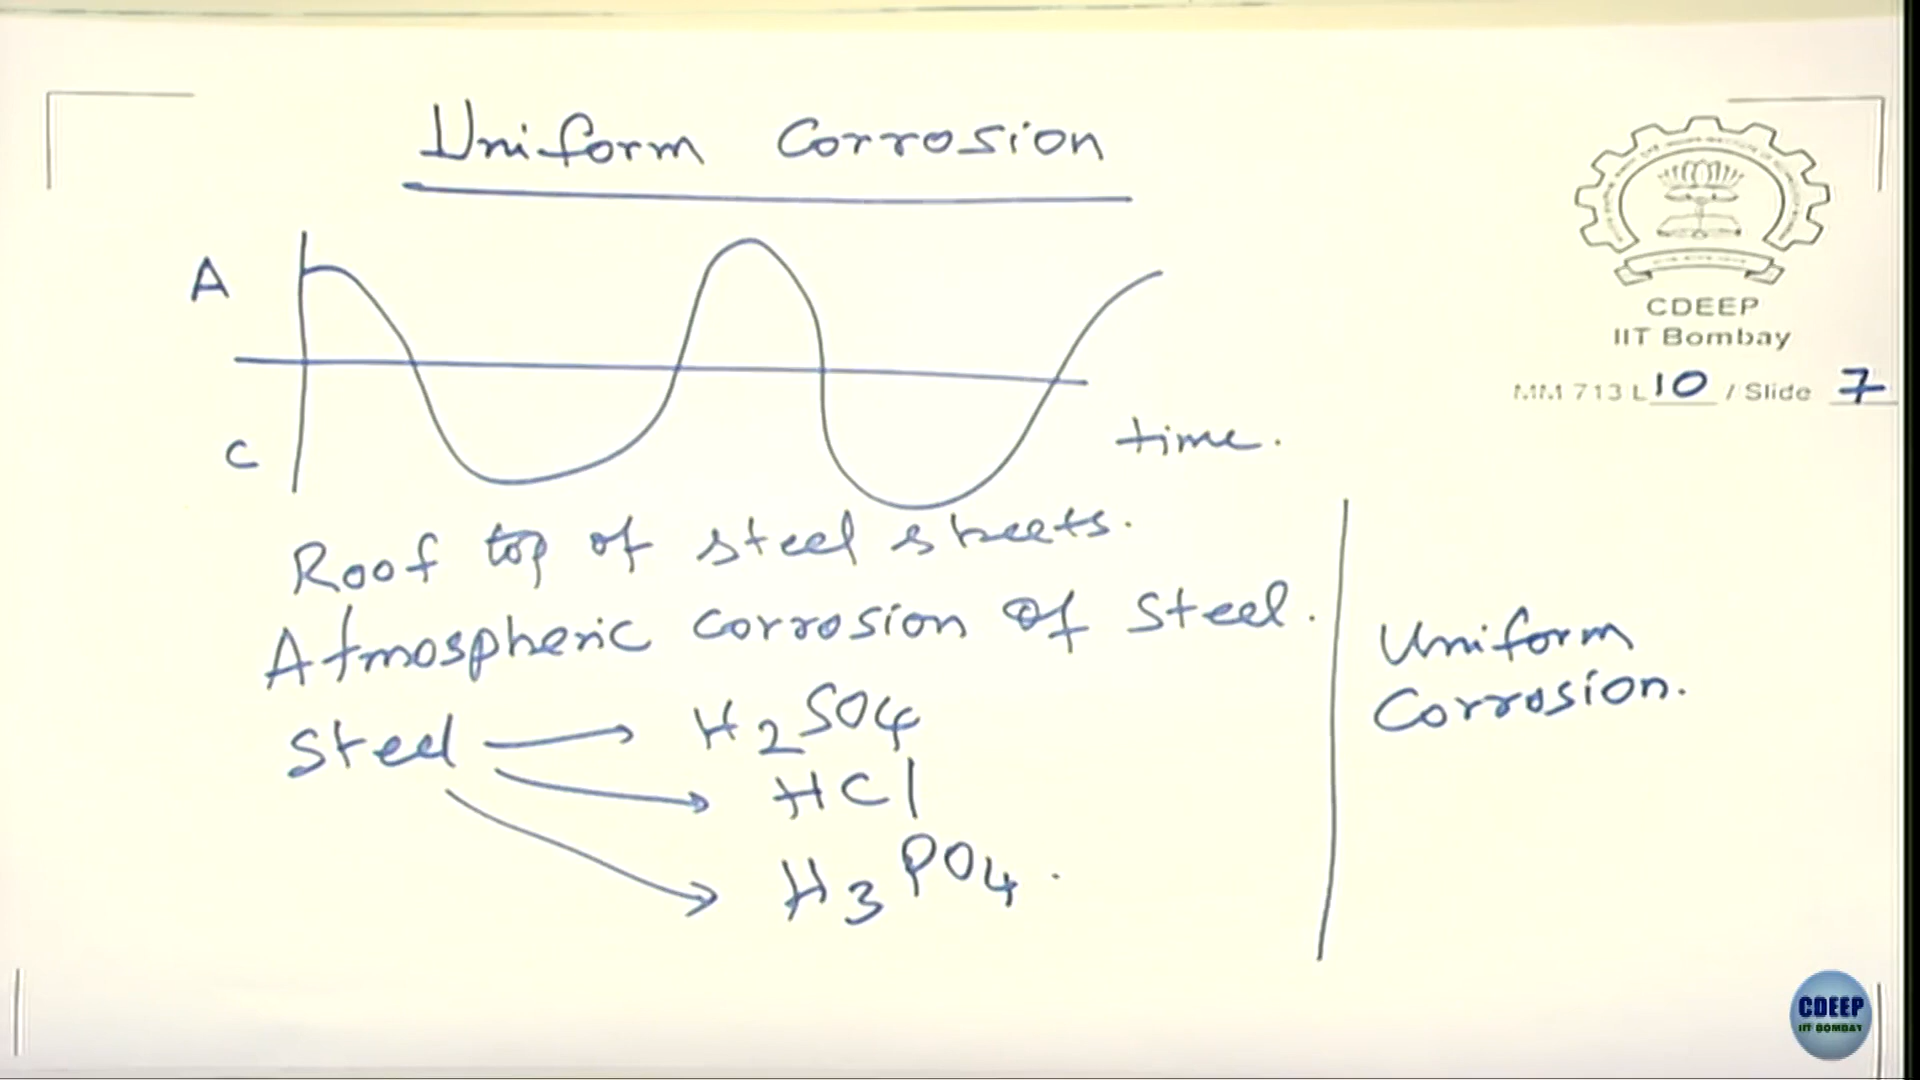 Uniform Corrosion
A
C
time.
Roof top of steel sheets.
Atmospheric corrosion of steel.
Steel → H2SO4
HCl
H3PO4.
Uniform
Corrosion.
CDEEP
IIT Bombay
MM 713 L 10 / Slide 7
CDEEP
IIT BOMBAY